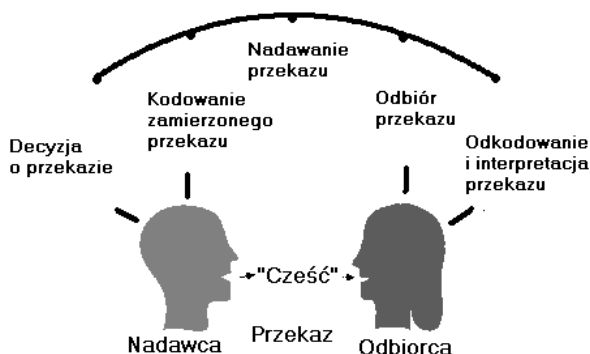 Nadawanie
przekazu
Kodowanie
zamierzonego
przekazu
Odbiór
przekazu
Decyzja
o przekazie
Odkodowanie
i interpretacja
przekazu
"Cześć"
Nadawca
Przekaz
Odbiorca